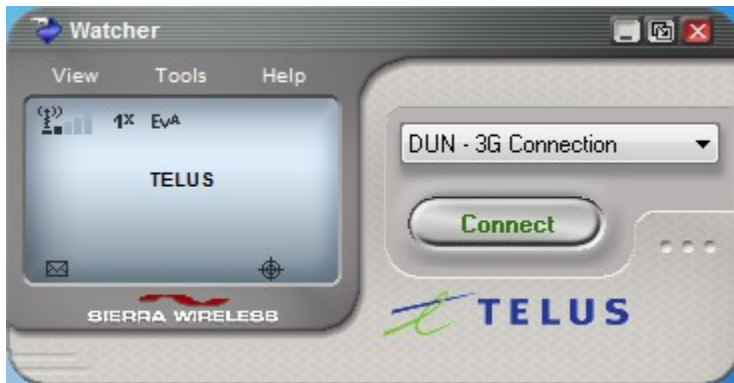 Watcher
View Tools Help
1X EVA
TELUS
DUN - 3G Connection
Connect
SIERRA WIRELESS
TELUS